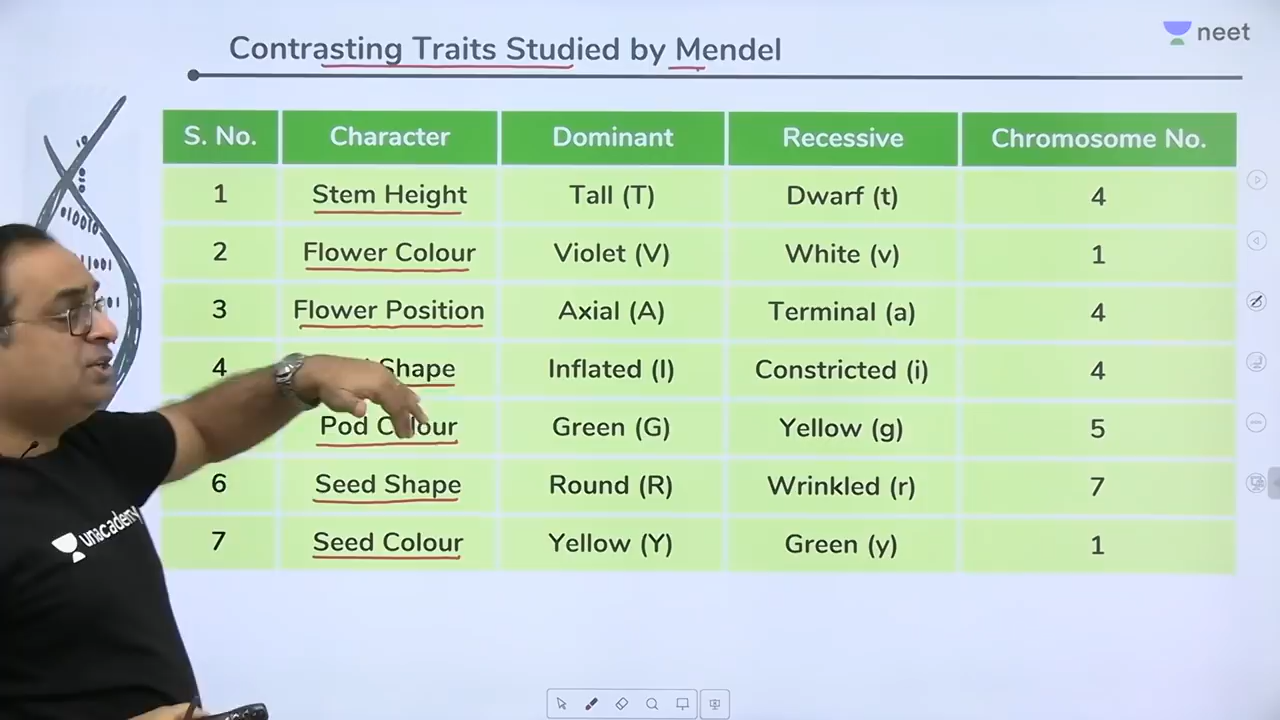 neet
Contrasting Traits Studied by Mendel
S. No. Character Dominant Recessive Chromosome No.
1 Stem Height Tall (T) Dwarf (t) 4
2 Flower Colour Violet (V) White (v) 1
3 Flower Position Axial (A) Terminal (a) 4
4 Shape Inflated (I) Constricted (i) 4
Pod Colour Green (G) Yellow (g) 5
6 Seed Shape Round (R) Wrinkled (r) 7
7 Seed Colour Yellow (Y) Green (y) 1
unacademy